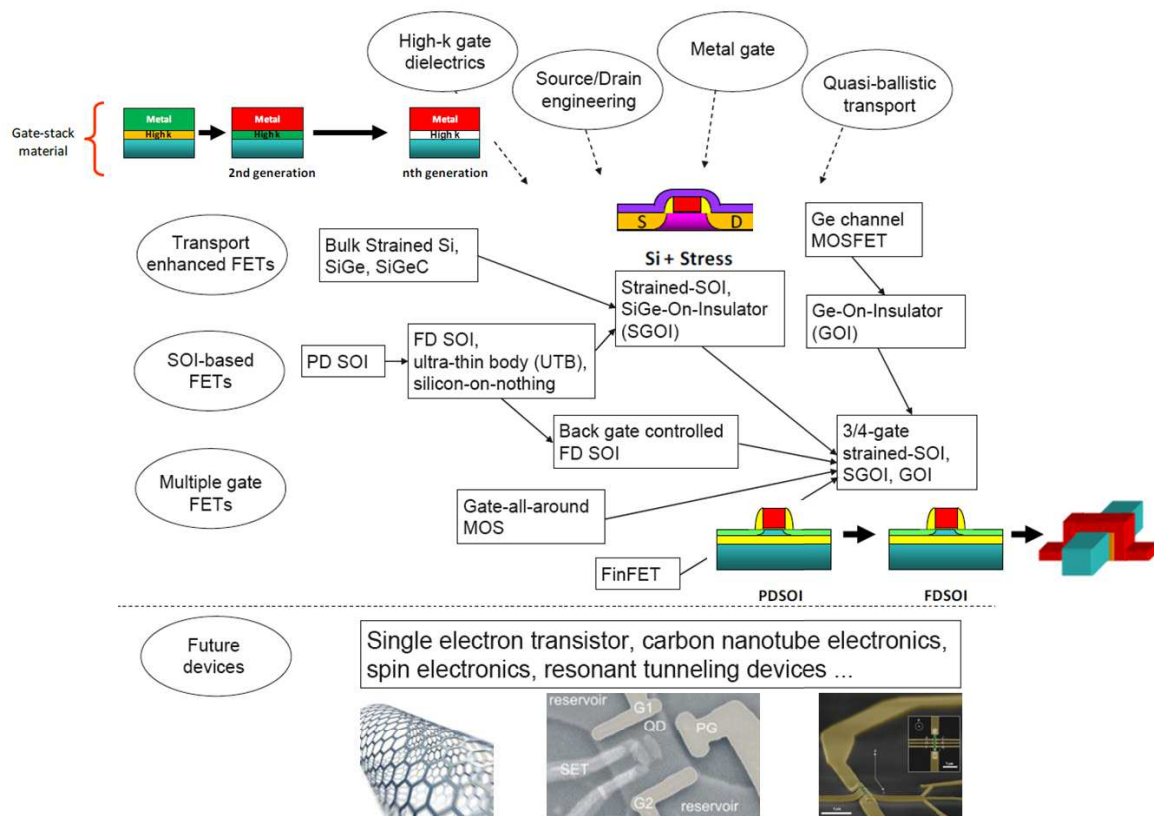 High-k gate
dielectrics
Source/Drain
engineering
Metal gate
Quasi-ballistic
transport
Gate-stack
material
Metal
High k
Metal
High k
2nd generation
Metal
High k
nth generation
S
D
Si + Stress
Transport
enhanced FETs
Bulk Strained Si,
SiGe, SiGeC
Strained-SOI,
SiGe-On-Insulator
(SGOI)
Ge channel
MOSFET
Ge-On-Insulator
(GOI)
SOI-based
FETs
PD SOI
FD SOI,
ultra-thin body (UTB),
silicon-on-nothing
Back gate controlled
FD SOI
3/4-gate
strained-SOI,
SGOI, GOI
Multiple gate
FETs
Gate-all-around
MOS
FinFET
PDSOI
FDSOI
Future
devices
Single electron transistor, carbon nanotube electronics,
spin electronics, resonant tunneling devices ...
reservoir
G1
QD
PG
SET
G2
reservoir